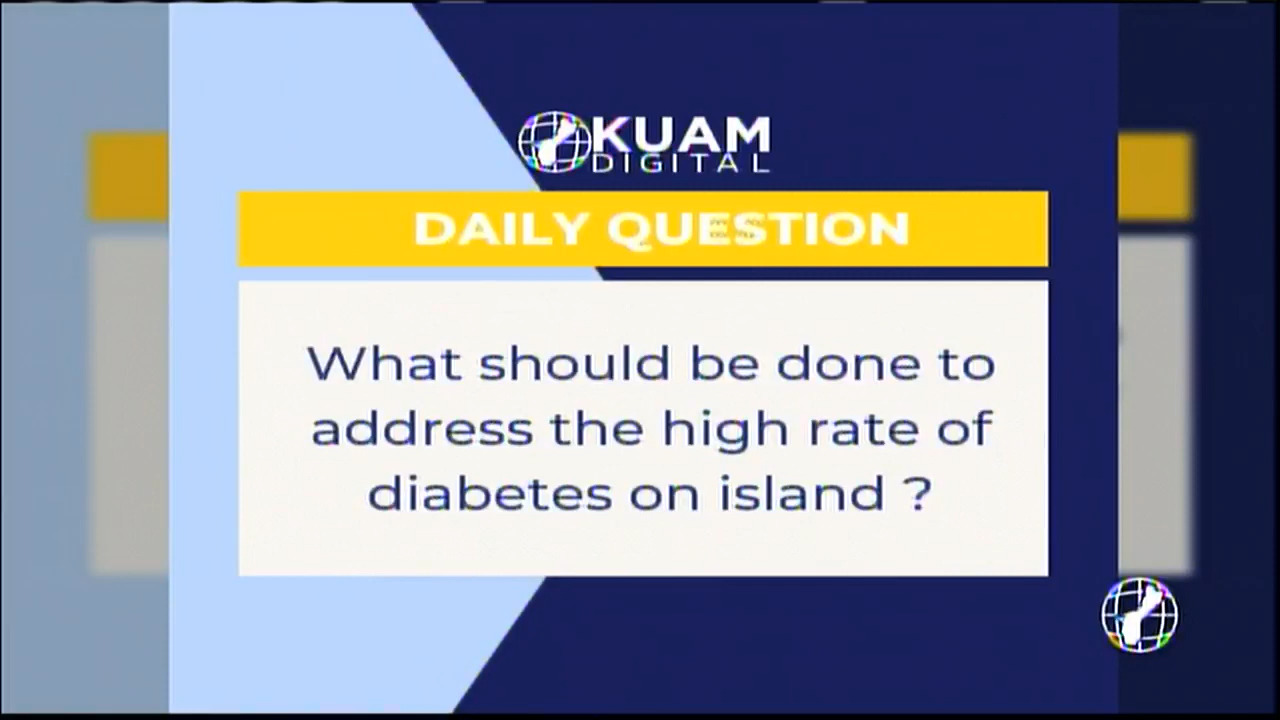 KUAM
DIGITAL
DAILY QUESTION
What should be done to
address the high rate of
diabetes on island ?